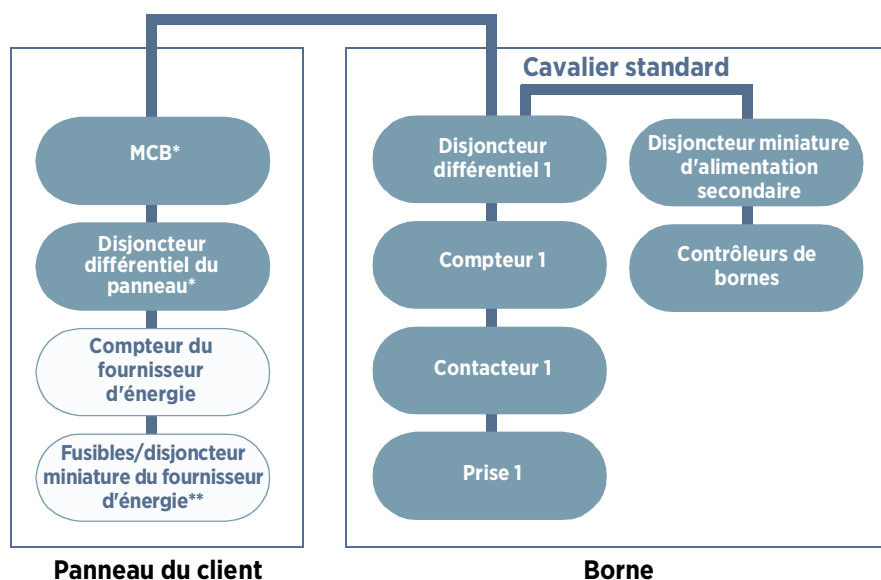 MCB*
Disjoncteur
différentiel du
panneau*
Compteur du
fournisseur
d'énergie
Fusibles/disjoncteur
miniature du fournisseur
d'énergie**
Panneau du client
Cavalier standard
Disjoncteur
différentiel 1
Compteur 1
Contacteur 1
Prise 1
Disjoncteur miniature
d'alimentation
secondaire
Contrôleurs de
bornes
Borne